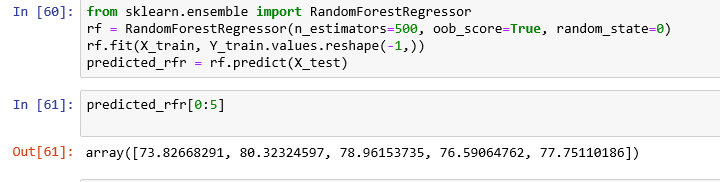 In [60]: from sklearn.ensemble import RandomForestRegressor
rf = RandomForestRegressor(n_estimators=500, oob_score=True, random_state=0)
rf.fit(X_train, Y_train.values.reshape(-1,))
predicted_rfr = rf.predict(X_test)
In [61]: predicted_rfr[0:5]
Out[61]: array([73.82668291, 80.32324597, 78.96153735, 76.59064762, 77.75110186])